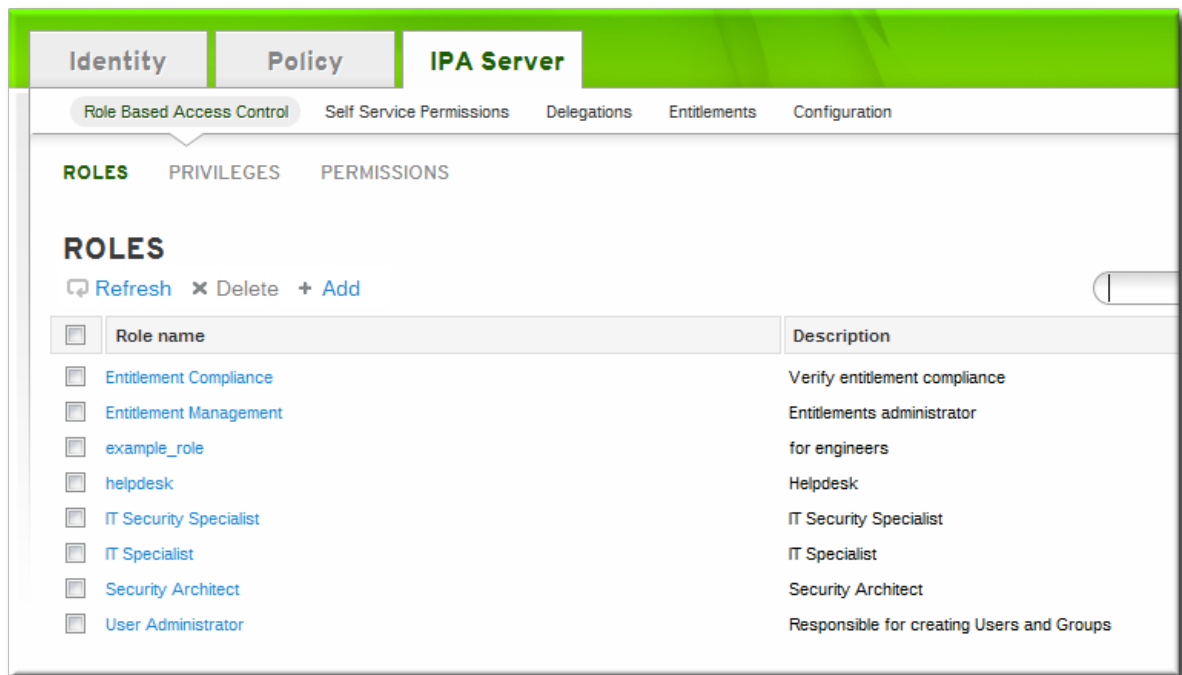 Identity Policy IPA Server
Role Based Access Control Self Service Permissions Delegations Entitlements Configuration
ROLES PRIVILEGES PERMISSIONS
ROLES
Refresh Delete Add
Role name Description
Entitlement Compliance Verify entitlement compliance
Entitlement Management Entitlements administrator
example_role for engineers
helpdesk Helpdesk
IT Security Specialist IT Security Specialist
IT Specialist IT Specialist
Security Architect Security Architect
User Administrator Responsible for creating Users and Groups